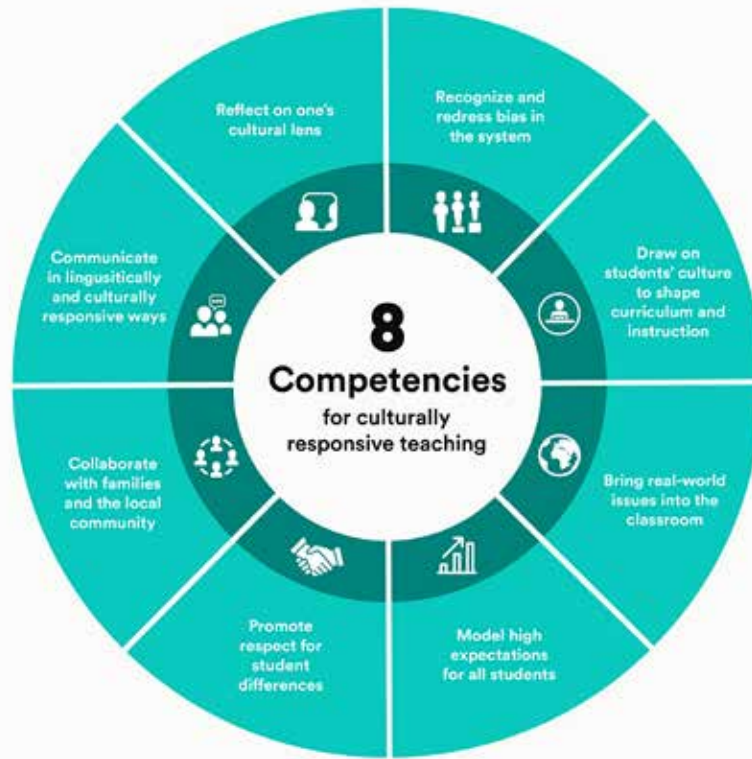 8
Competencies
for culturally
responsive teaching
Reflect on one's
cultural lens
Recognize and
redress bias in
the system
Draw on
students' culture
to shape
curriculum and
instruction
Bring real-world
issues into the
classroom
Model high
expectations
for all students
Promote
respect for
student
differences
Collaborate
with families
and the local
community
Communicate
in lingusitically
and culturally
responsive ways